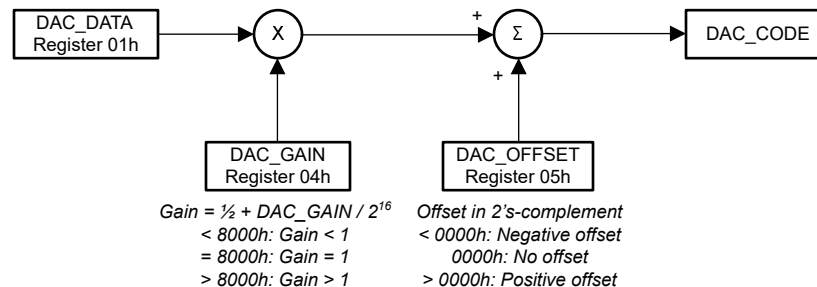 DAC_DATA
Register 01h
X
+
Σ
+
DAC_CODE
DAC_GAIN
Register 04h
DAC_OFFSET
Register 05h
Gain = ½ + DAC_GAIN / 2¹⁶
< 8000h: Gain < 1
= 8000h: Gain = 1
> 8000h: Gain > 1
Offset in 2's-complement
< 0000h: Negative offset
0000h: No offset
> 0000h: Positive offset